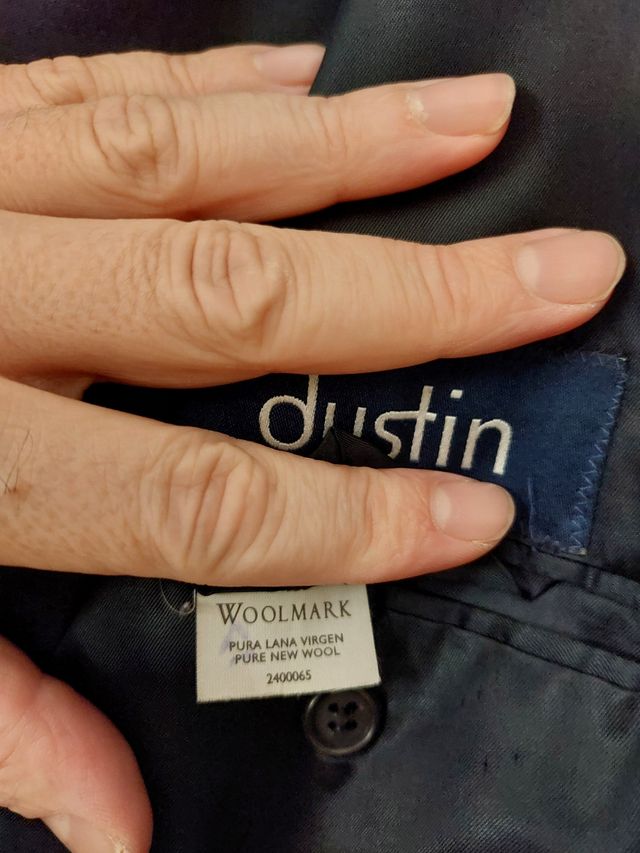 dustin
WOOLMARK
PURA LANA VIRGEN
PURE NEW WOOL
2400065